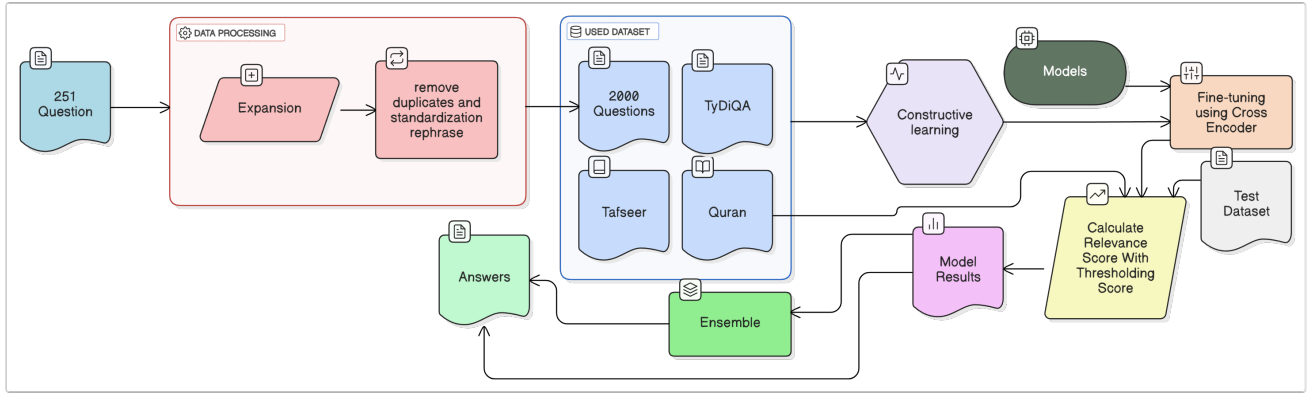 251
Question
DATA PROCESSING
Expansion
remove
duplicates and
standardization
rephrase
USED DATASET
2000
Questions
TyDiQA
Tafseer
Quran
Constructive
learning
Models
Fine-tuning
using Cross
Encoder
Test
Dataset
Calculate
Relevance
Score With
Thresholding
Score
Model
Results
Ensemble
Answers